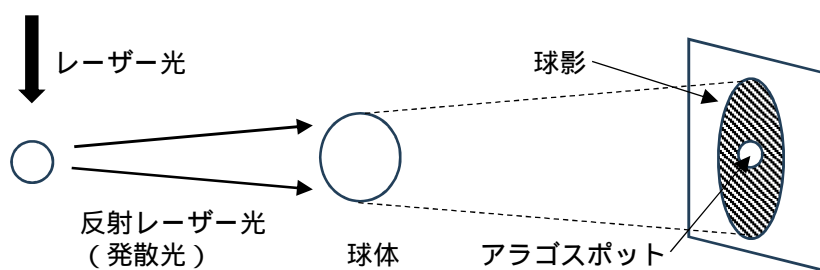 レーザー光
球影
反射レーザー光
（発散光）
球体
アラゴスポット